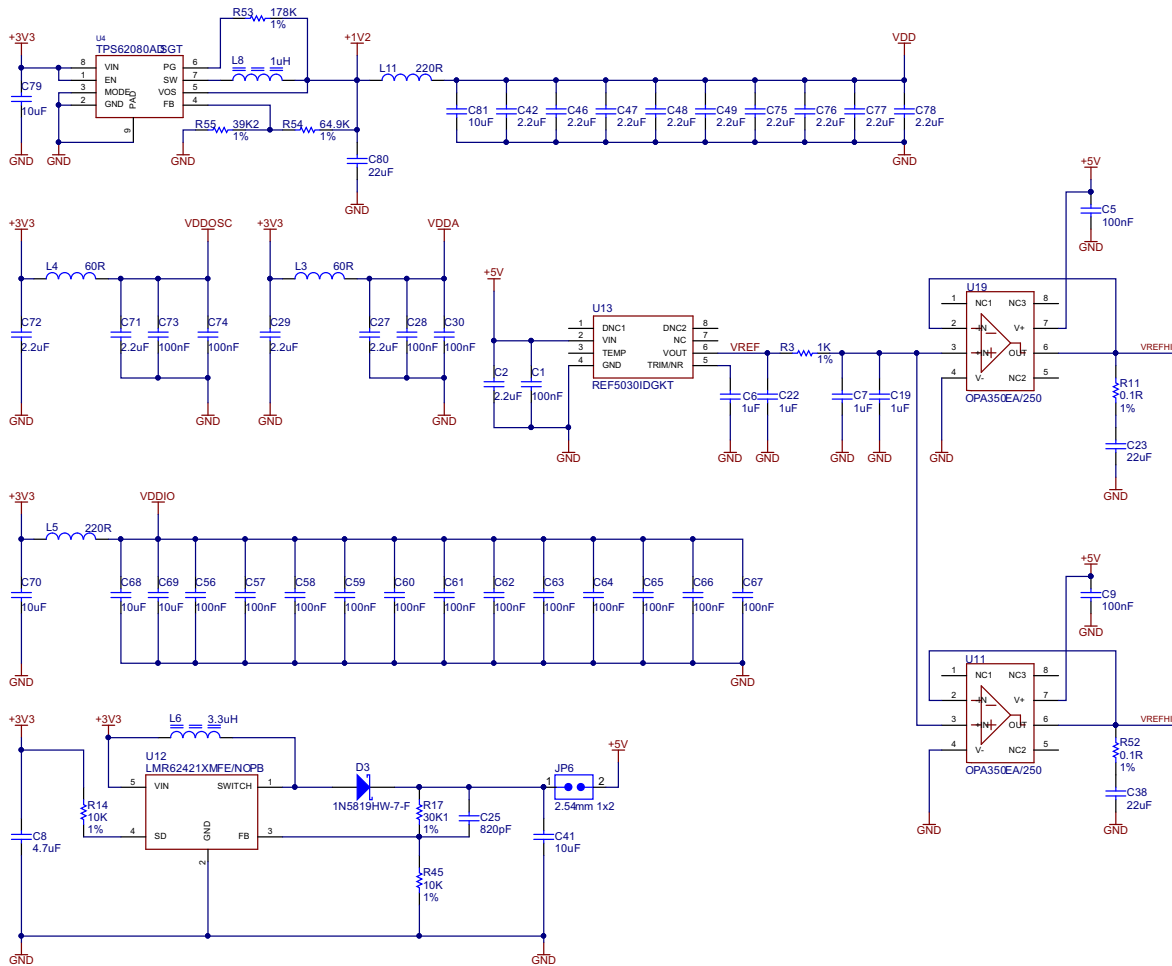 R53 178K
1%
+3V3
U4
TPS62080ADSGT
+1V2
VDD
8 VIN PG 6
1 EN SW 7
3 MODE VOS 5
2 GND FB 4
PAD
9
L8 1uH
L11 220R
C79
10uF
R55 39K2
1%
R54 64.9K
1%
C80
22uF
C81
10uF
C42
2.2uF
C46
2.2uF
C47
2.2uF
C48
2.2uF
C49
2.2uF
C75
2.2uF
C76
2.2uF
C77
2.2uF
C78
2.2uF
GND
GND
GND
GND
GND
+3V3
VDDOSC
L4 60R
C72
2.2uF
C71
2.2uF
C73
100nF
C74
100nF
GND
GND
+3V3
VDDA
L3 60R
C29
2.2uF
C27
2.2uF
C28
100nF
C30
100nF
GND
GND
+5V
C2
2.2uF
C1
100nF
U13
1 DNC1 DNC2 8
2 VIN NC 7
3 TEMP VOUT 6
4 GND TRIM/NR 5
REF5030IDGKT
GND
VREF
R3 1K
1%
C6
1uF
C22
1uF
C7
1uF
C19
1uF
GND
GND
GND
GND
+5V
C5
100nF
GND
U19
1 NC1 NC3 8
2 -IN V+ 7
3 +IN OUT 6
4 V- NC2 5
OPA350EA/250
VREFHI
R11
0.1R
1%
C23
22uF
GND
GND
+3V3
VDDIO
L5 220R
C70
10uF
C68
10uF
C69
10uF
C56
100nF
C57
100nF
C58
100nF
C59
100nF
C60
100nF
C61
100nF
C62
100nF
C63
100nF
C64
100nF
C65
100nF
C66
100nF
C67
100nF
GND
GND
+5V
C9
100nF
GND
U11
1 NC1 NC3 8
2 -IN V+ 7
3 +IN OUT 6
4 V- NC2 5
OPA350EA/250
VREFHI
R52
0.1R
1%
C38
22uF
GND
GND
+3V3
+3V3
L6 3.3uH
U12
LMR62421XMFE/NOPB
5 VIN SWITCH 1
4 SD GND FB 3
2
R14
10K
1%
C8
4.7uF
D3
1N5819HW-7-F
R17
30K1
1%
C25
820pF
R45
10K
1%
C41
10uF
JP6
1 2
2.54mm 1x2
+5V
GND
GND